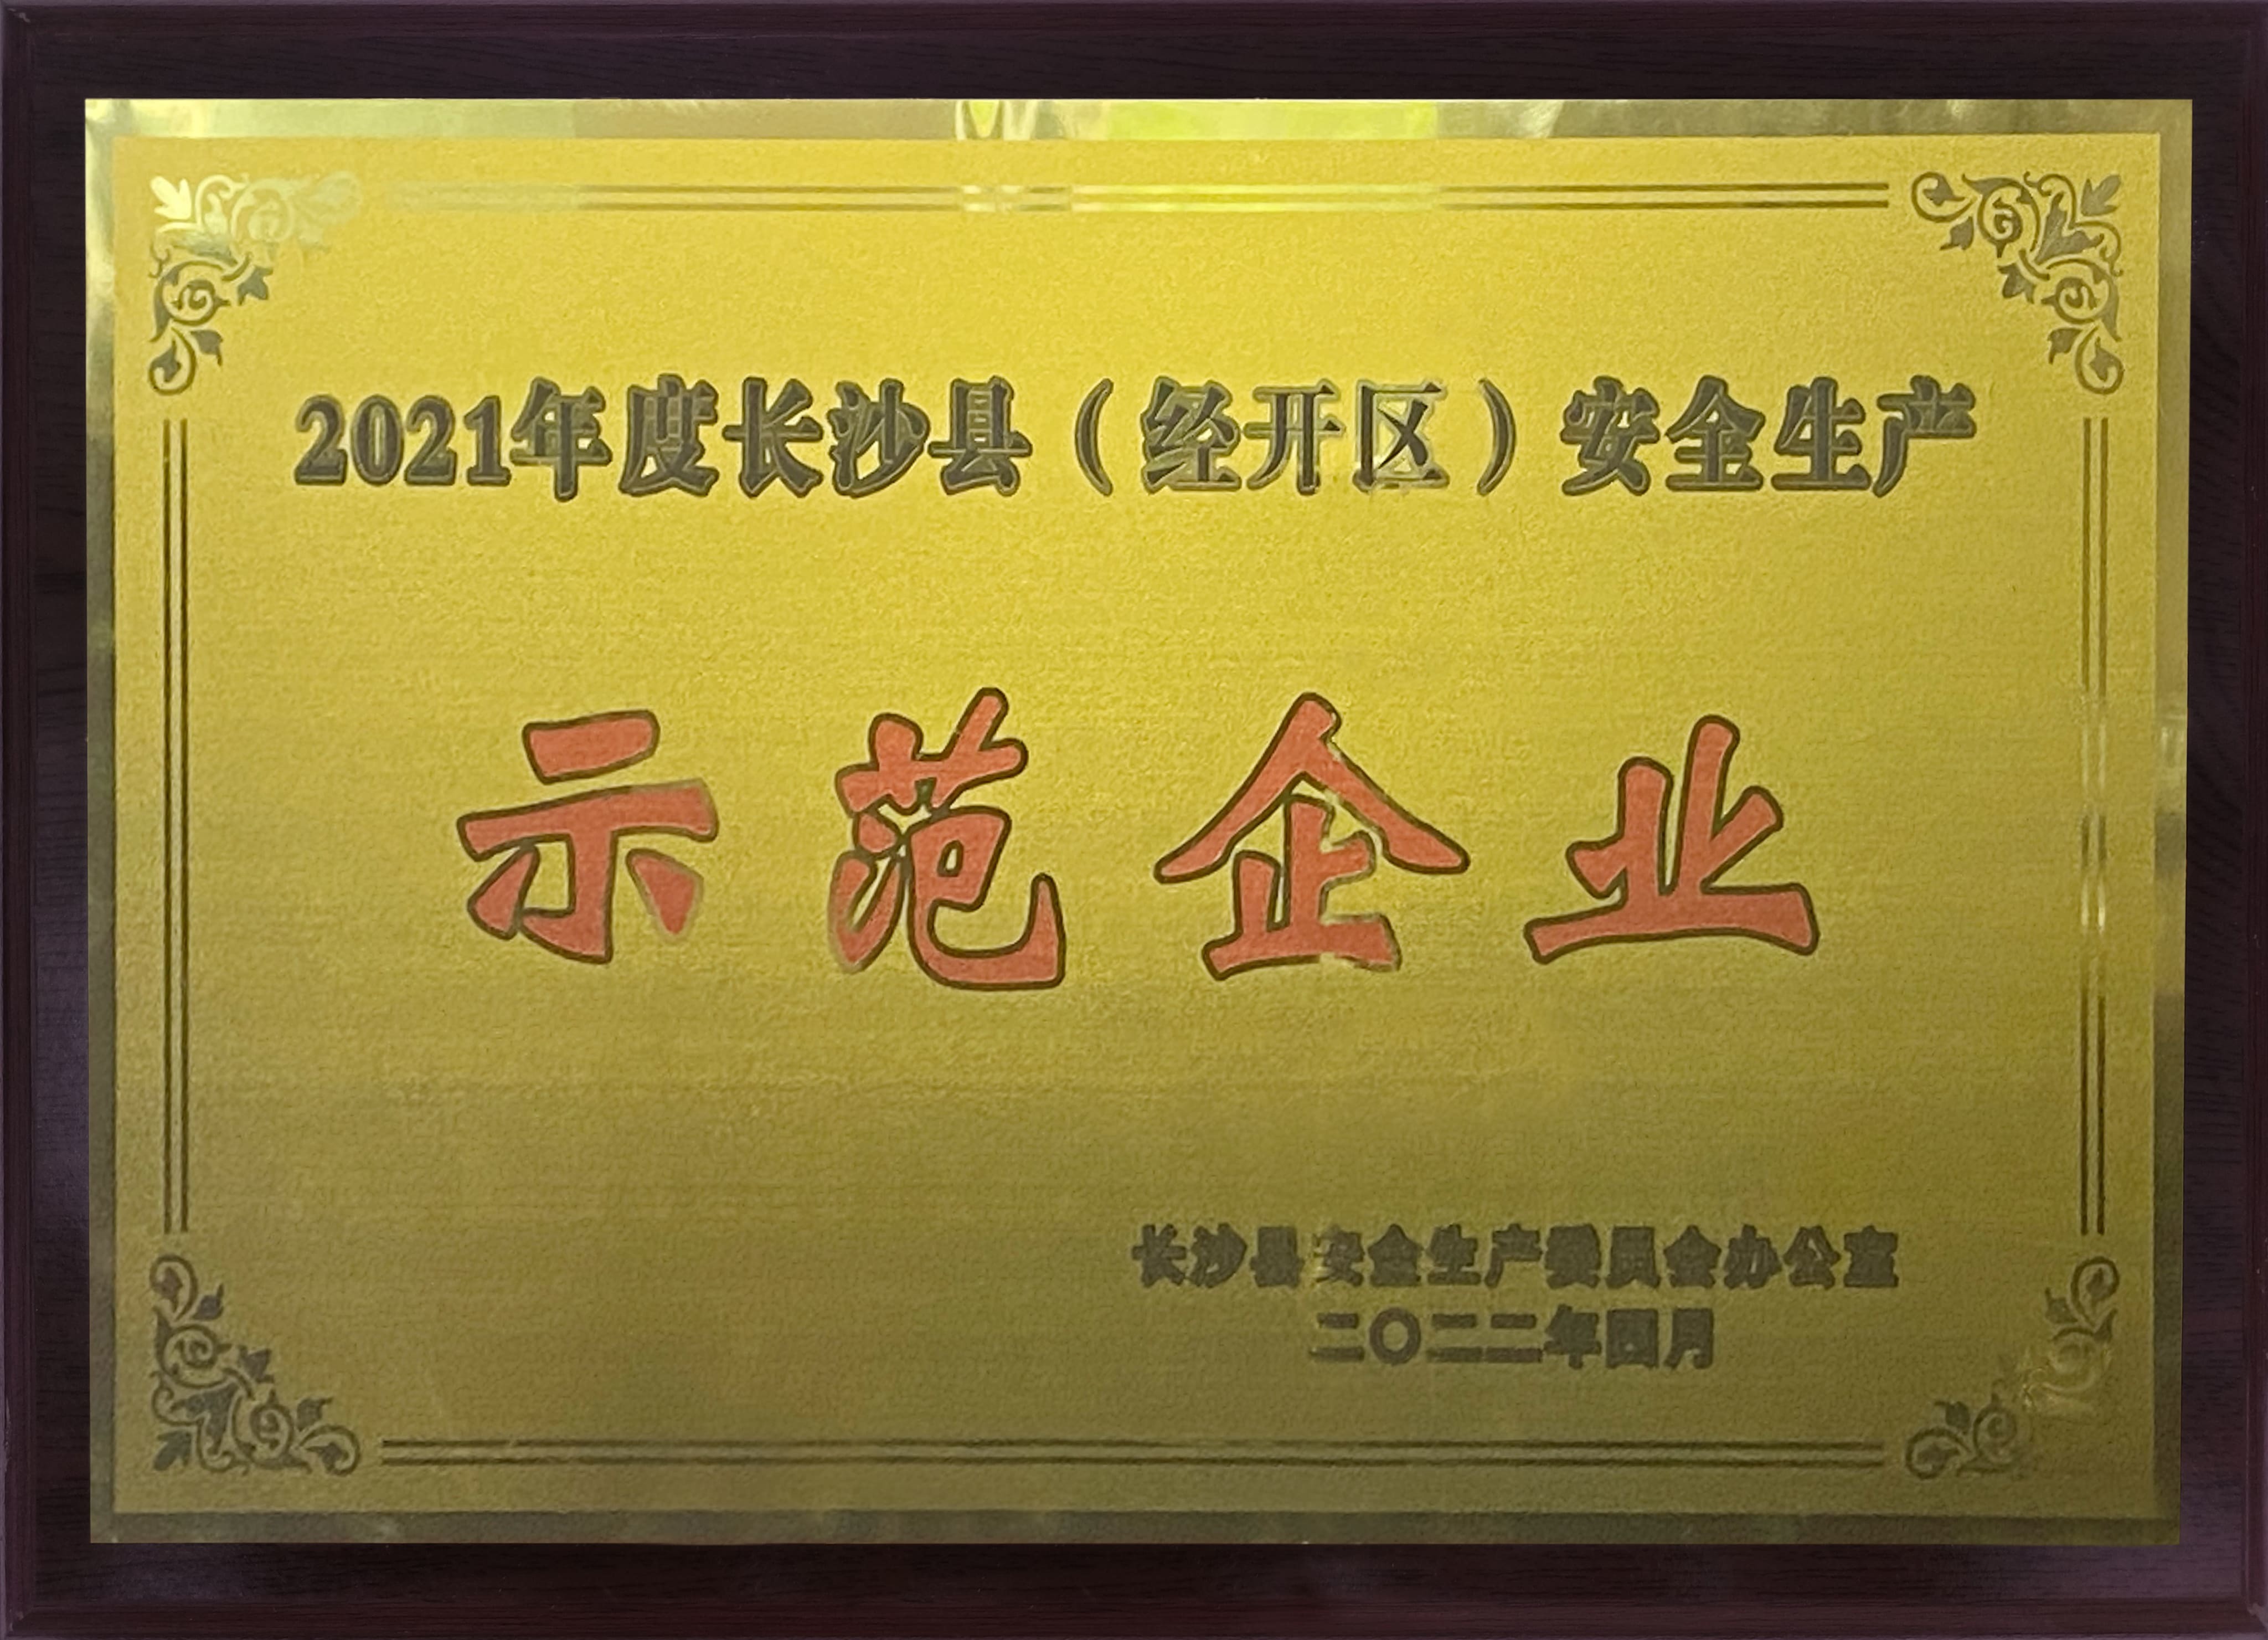 2021年度长沙县（经开区）安全生产
示范企业
长沙县安全生产委员会办公室
二〇二二年四月